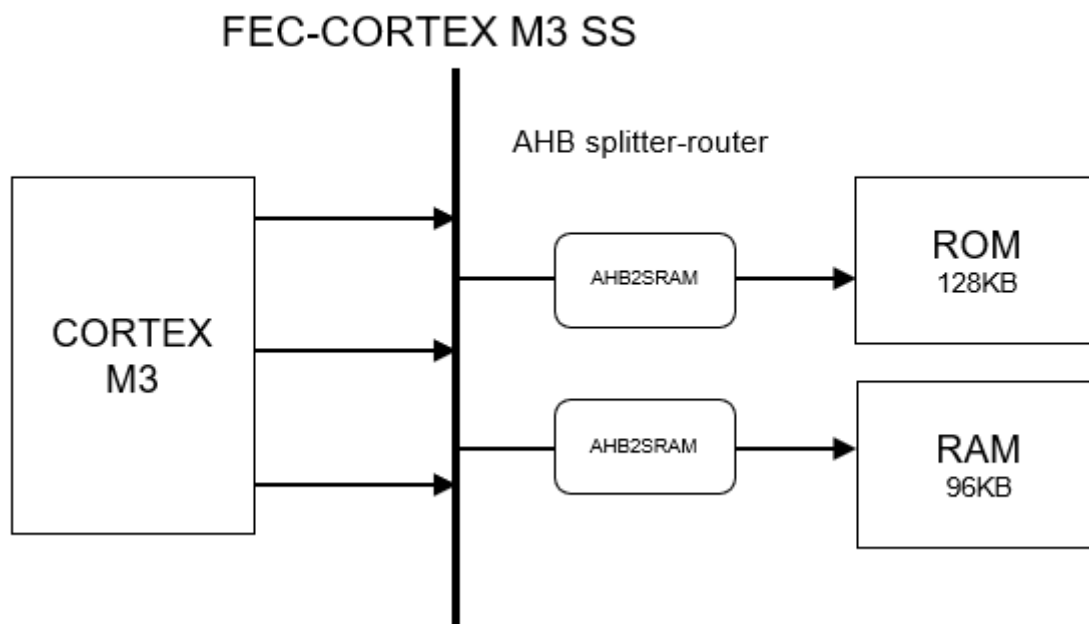 FEC-CORTEX M3 SS
AHB splitter-router
CORTEX
M3
AHB2SRAM
ROM
128KB
AHB2SRAM
RAM
96KB